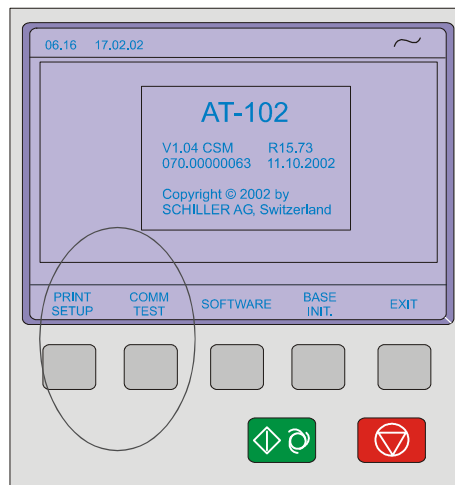 06.16 17.02.02
AT-102
V1.04 CSM R15.73
070.00000063 11.10.2002
Copyright © 2002 by
SCHILLER AG, Switzerland
PRINT SETUP
COMM TEST
SOFTWARE
BASE INIT.
EXIT